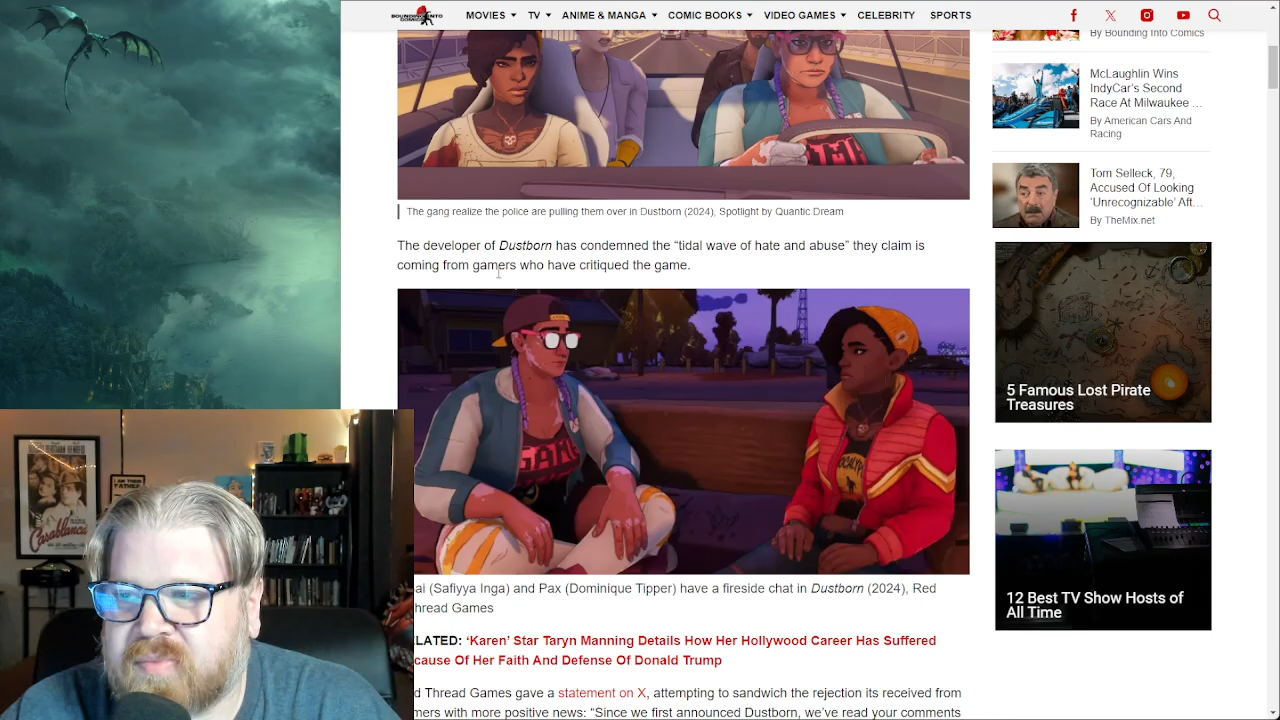 BOUNDING INTO
COMICS
MOVIES
TV
ANIME & MANGA
COMIC BOOKS
VIDEO GAMES
CELEBRITY
SPORTS
The gang realize the police are pulling them over in Dustborn (2024), Spotlight by Quantic Dream
The developer of Dustborn has condemned the “tidal wave of hate and abuse” they claim is
coming from gamers who have critiqued the game.
ai (Safiyya Inga) and Pax (Dominique Tipper) have a fireside chat in Dustborn (2024), Red
hread Games
LATED: ‘Karen’ Star Taryn Manning Details How Her Hollywood Career Has Suffered
cause Of Her Faith And Defense Of Donald Trump
d Thread Games gave a statement on X, attempting to sandwich the rejection its received from
mers with more positive news: “Since we first announced Dustborn, we’ve read your comments
By Bounding Into Comics
McLaughlin Wins
IndyCar’s Second
Race At Milwaukee ...
By American Cars And
Racing
Tom Selleck, 79,
Accused Of Looking
‘Unrecognizable’ Aft...
By TheMix.net
5 Famous Lost Pirate
Treasures
12 Best TV Show Hosts of
All Time
I AM THEIR
FATHER
Casablanca